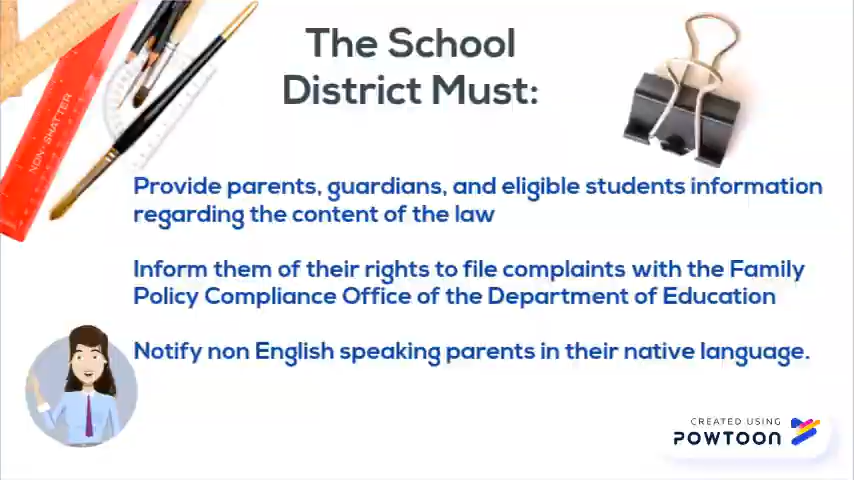 The School
District Must:
NON-SHATTER
Provide parents, guardians, and eligible students information
regarding the content of the law
Inform them of their rights to file complaints with the Family
Policy Compliance Office of the Department of Education
Notify non English speaking parents in their native language.
CREATED USING
POWTOON